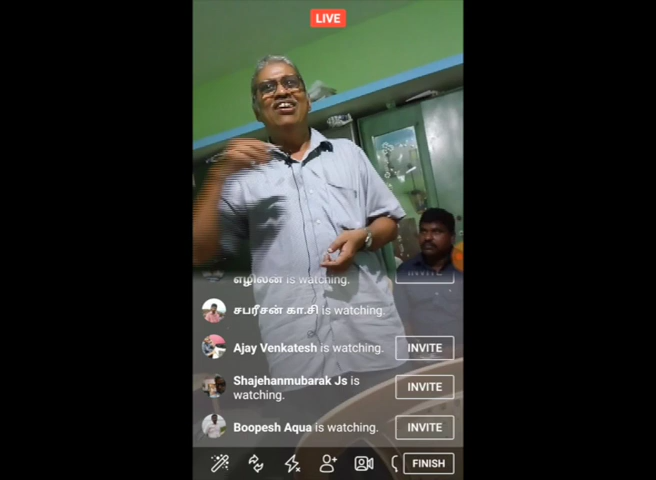 LIVE
எழிலன் is watching.
INVITE
சபரீசன் கா.சி is watching.
Ajay Venkatesh is watching.
INVITE
Shajehanmubarak Js is
watching.
INVITE
Boopesh Aqua is watching.
INVITE
FINISH